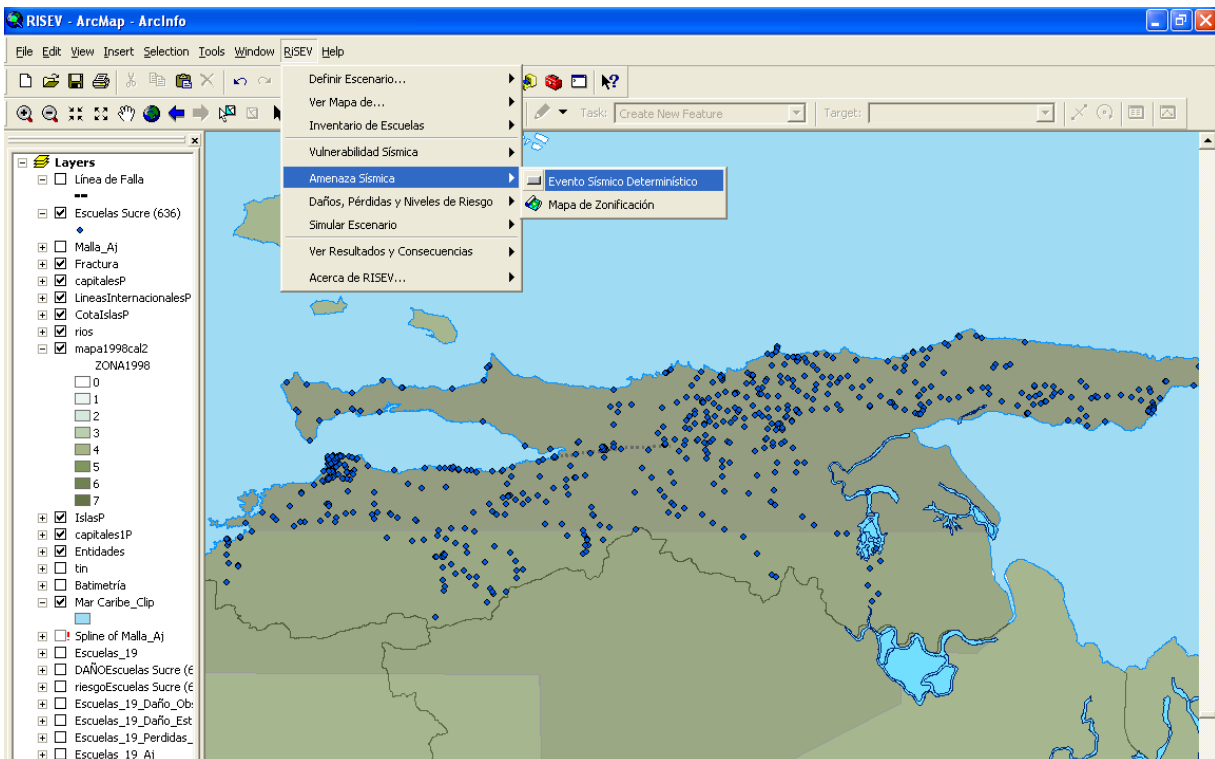 RISEV - ArcMap - ArcInfo
File Edit View Insert Selection Tools Window RiSEV Help
Definir Escenario...
Ver Mapa de...
Inventario de Escuelas
Vulnerabilidad Sísmica
Amenaza Sísmica
Daños, Pérdidas y Niveles de Riesgo
Simular Escenario
Ver Resultados y Consecuencias
Acerca de RISEV...
Evento Sísmico Determinístico
Mapa de Zonificación
Task: Create New Feature Target:
Layers
Línea de Falla
Escuelas Sucre (636)
Malla_Aj
Fractura
capitalesP
LineasInternacionalesP
CotaIslasP
rios
mapa1998cal2
ZONA1998
0
1
2
3
4
5
6
7
IslasP
capitales1P
Entidades
tin
Batimetría
Mar Caribe_Clip
! Spline of Malla_Aj
Escuelas_19
DAÑOEscuelas Sucre (6
riesgoEscuelas Sucre (6
Escuelas_19_Daño_Ob
Escuelas_19_Daño_Est
Escuelas_19_Perdidas_
Escuelas_19_Aj